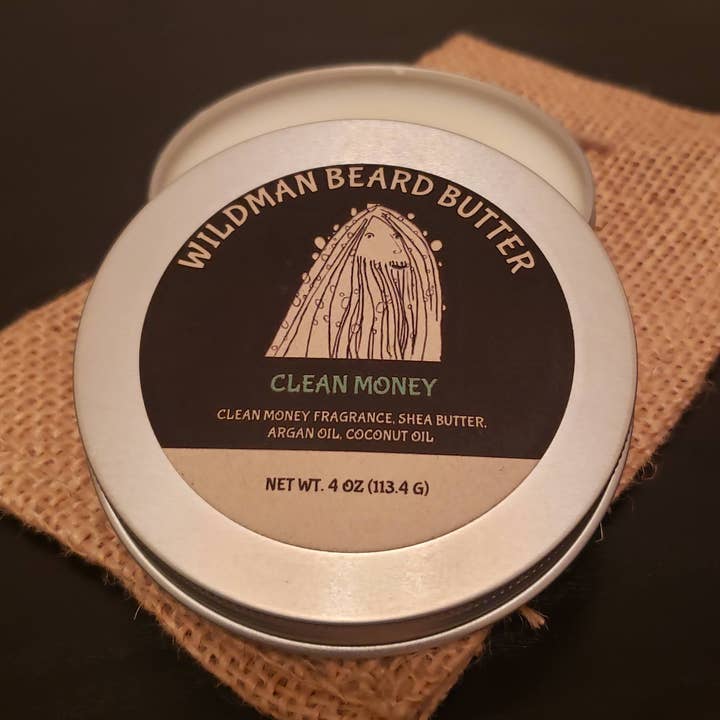 WILDMAN BEARD BUTTER
CLEAN MONEY
CLEAN MONEY FRAGRANCE, SHEA BUTTER,
ARGAN OIL, COCONUT OIL
NET WT. 4 OZ (113.4 G)